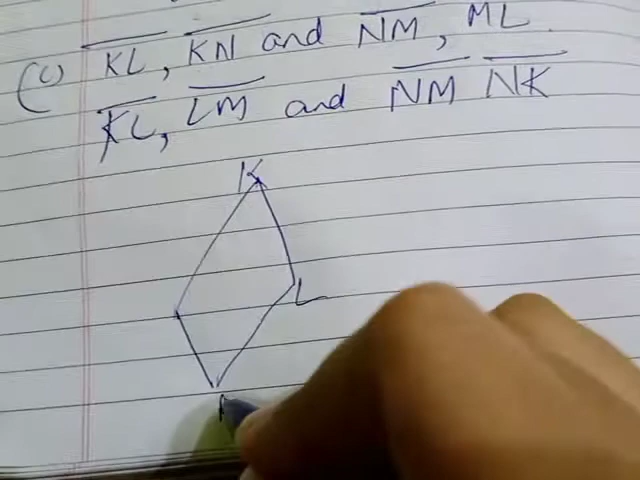 (c) KL, KN and NM, ML.
KL, LM and NM NK
K
L